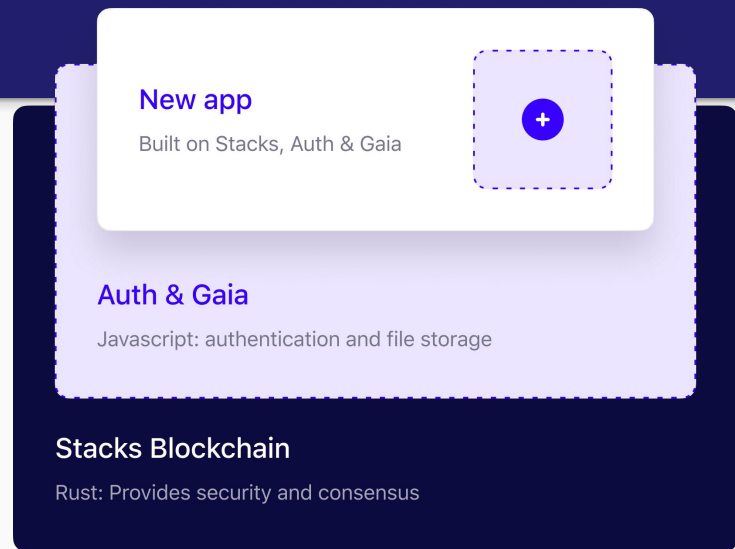 New app
Built on Stacks, Auth & Gaia
Auth & Gaia
Javascript: authentication and file storage
Stacks Blockchain
Rust: Provides security and consensus